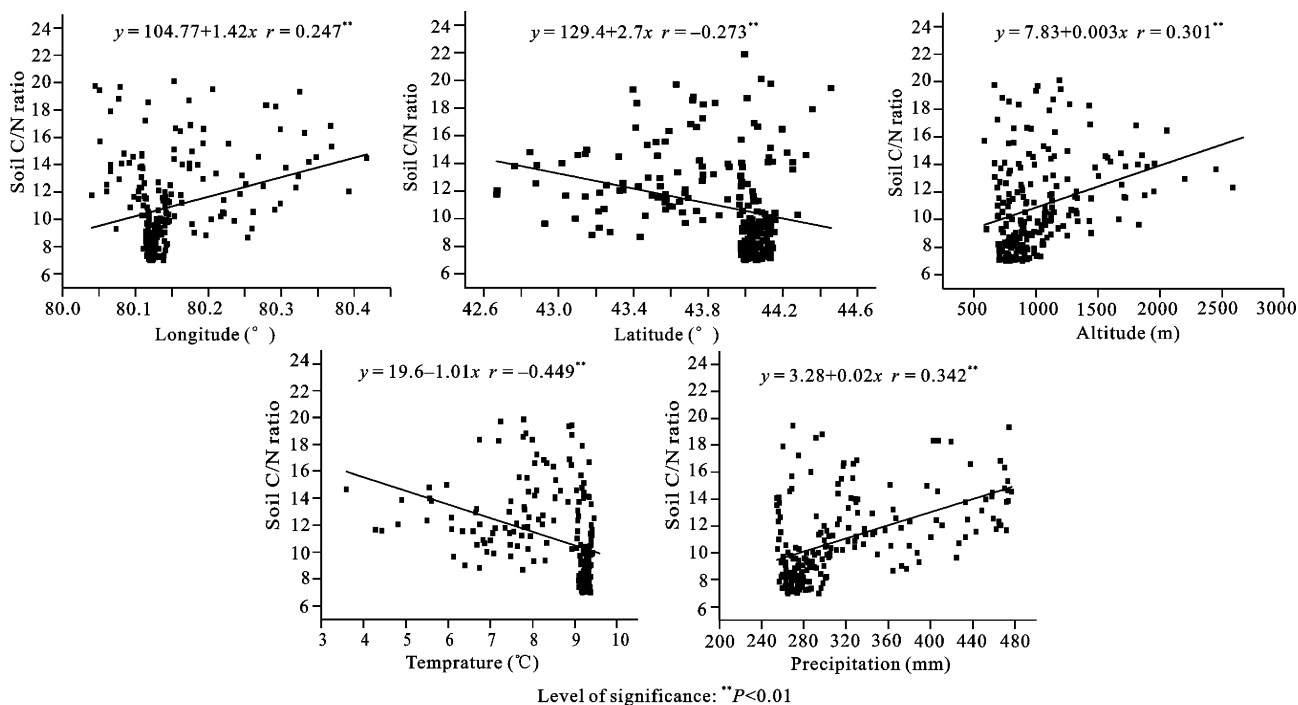 y = 104.77+1.42x r = 0.247**
24
22
20
18
16
14
12
10
8
6
Soil C/N ratio
80.0 80.1 80.2 80.3 80.4
Longitude (°)
y = 129.4+2.7x r = −0.273**
24
22
20
18
16
14
12
10
8
6
Soil C/N ratio
42.6 43.0 43.4 43.8 44.2 44.6
Latitude (°)
y = 7.83+0.003x r = 0.301**
24
22
20
18
16
14
12
10
8
6
Soil C/N ratio
500 1000 1500 2000 2500 3000
Altitude (m)
y = 19.6–1.01x r = −0.449**
24
22
20
18
16
14
12
10
8
6
Soil C/N ratio
3 4 5 6 7 8 9 10
Temprature (℃)
y = 3.28+0.02x r = 0.342**
24
22
20
18
16
14
12
10
8
6
Soil C/N ratio
200 240 280 320 360 400 440 480
Precipitation (mm)
Level of significance: **P<0.01